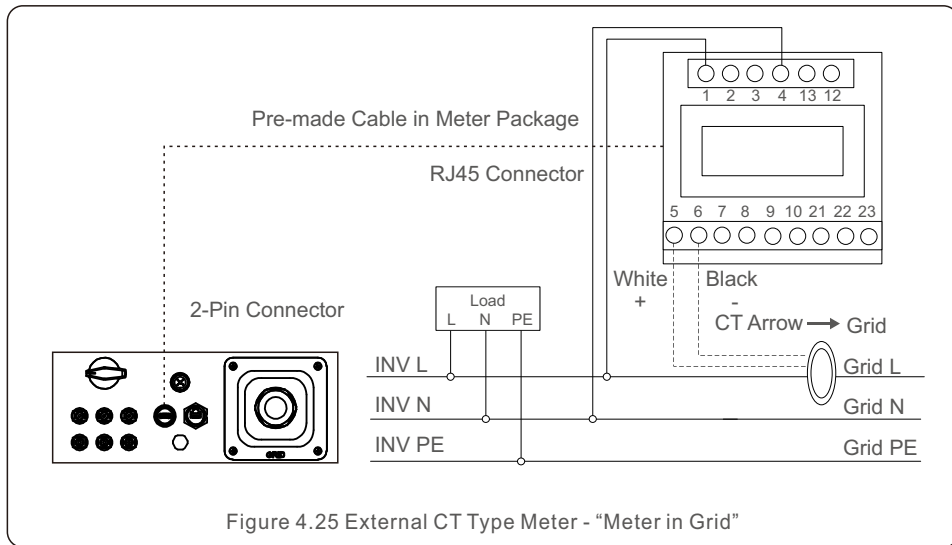 1 2 3 4 13 12
Pre-made Cable in Meter Package
RJ45 Connector
5 6 7 8 9 10 21 22 23
White Black
+ -
CT Arrow Grid
2-Pin Connector
Load
L N PE
INV L Grid L
INV N Grid N
INV PE Grid PE
GRID
Figure 4.25 External CT Type Meter - “Meter in Grid”